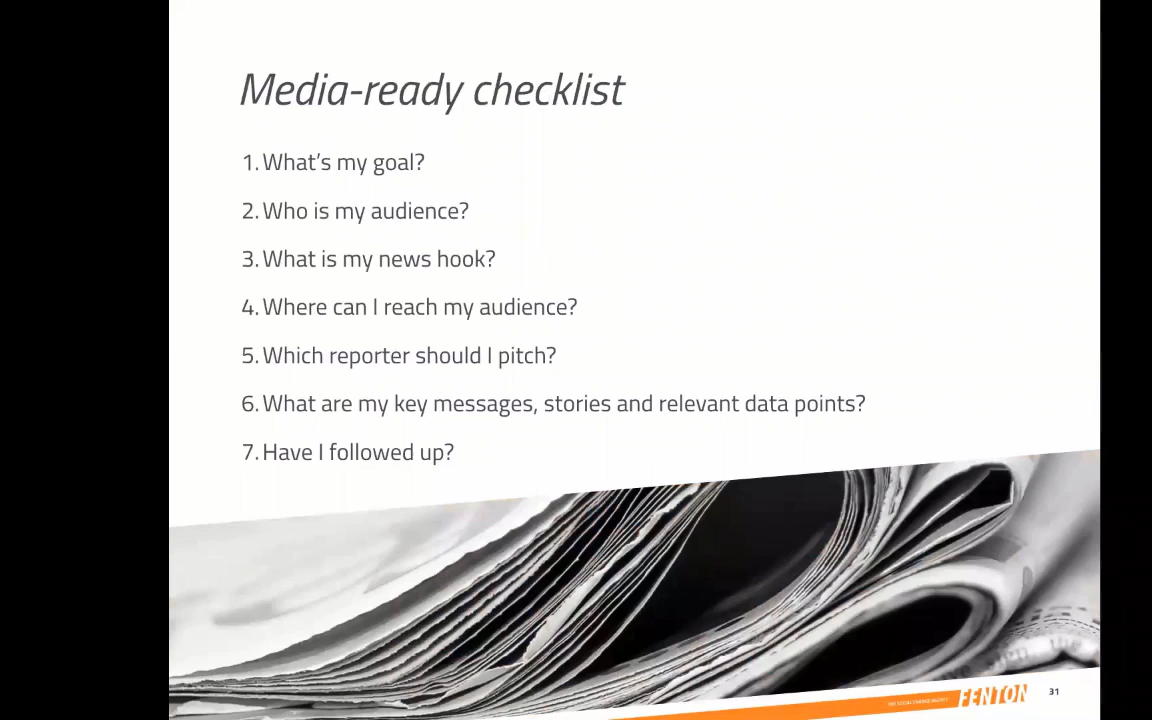 Media-ready checklist
1. What's my goal?
2. Who is my audience?
3. What is my news hook?
4. Where can I reach my audience?
5. Which reporter should I pitch?
6. What are my key messages, stories and relevant data points?
7. Have I followed up?
FENTON
31